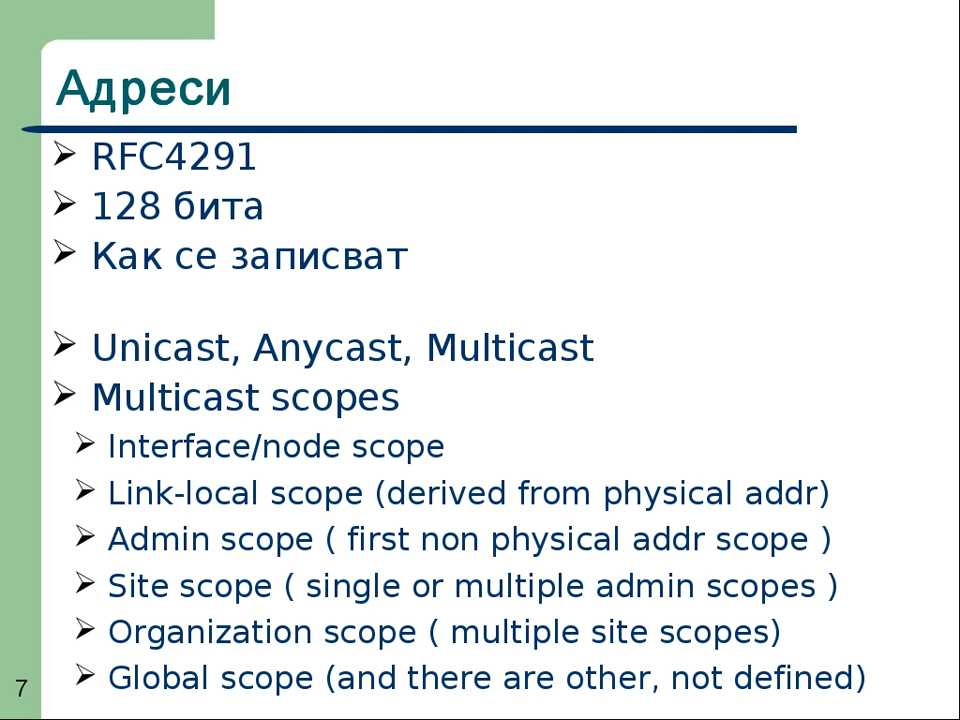 Адреси
RFC4291
128 бита
Как се записват
Unicast, Anycast, Multicast
Multicast scopes
Interface/node scope
Link-local scope (derived from physical addr)
Admin scope ( first non physical addr scope )
Site scope ( single or multiple admin scopes )
Organization scope ( multiple site scopes)
Global scope (and there are other, not defined)
7